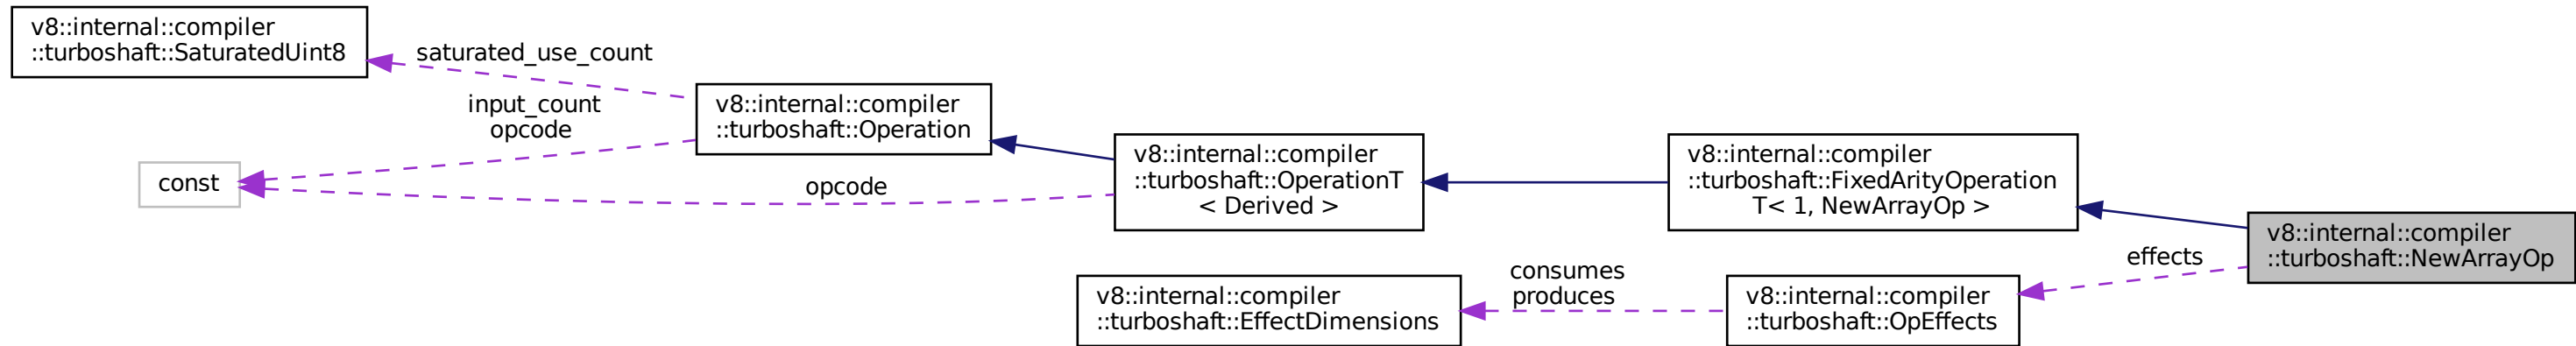 v8::internal::compiler
::turboshaft::SaturatedUint8
saturated_use_count
input_count
opcode
v8::internal::compiler
::turboshaft::Operation
const
opcode
v8::internal::compiler
::turboshaft::OperationT
< Derived >
v8::internal::compiler
::turboshaft::FixedArityOperation
T< 1, NewArrayOp >
v8::internal::compiler
::turboshaft::NewArrayOp
effects
v8::internal::compiler
::turboshaft::EffectDimensions
consumes
produces
v8::internal::compiler
::turboshaft::OpEffects